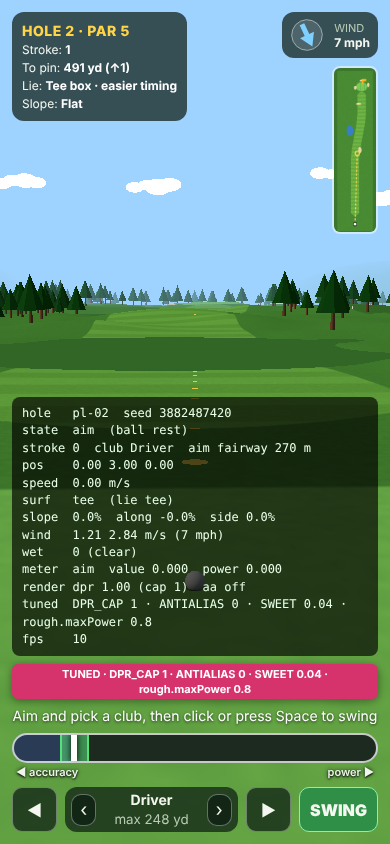 HOLE 2 · PAR 5
Stroke: 1
To pin: 491 yd (↑1)
Lie: Tee box · easier timing
Slope: Flat
WIND
7 mph
hole pl-02 seed 3882487420
state aim (ball rest)
stroke 0 club Driver aim fairway 270 m
pos 0.00 3.00 0.00
speed 0.00 m/s
surf tee (lie tee)
slope 0.0% along -0.0% side 0.0%
wind 1.21 2.84 m/s (7 mph)
wet 0 (clear)
meter aim value 0.000 power 0.000
render dpr 1.00 (cap 1) aa off
tuned DPR_CAP 1 · ANTIALIAS 0 · SWEET 0.04 ·
rough.maxPower 0.8
fps 10
TUNED · DPR_CAP 1 · ANTIALIAS 0 · SWEET 0.04 ·
rough.maxPower 0.8
Aim and pick a club, then click or press Space to swing
◀ accuracy power ▶
◀ ‹ Driver › ▶ SWING
max 248 yd